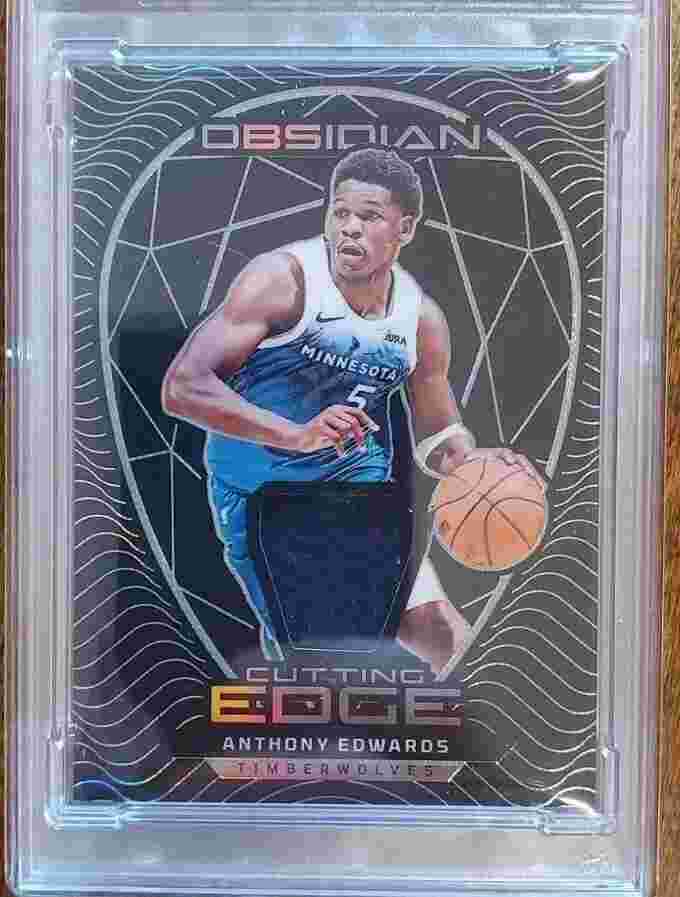 OBSIDIAN
MINNESOTA
5
CUTTING
EDGE
ANTHONY EDWARDS
TIMBERWOLVES